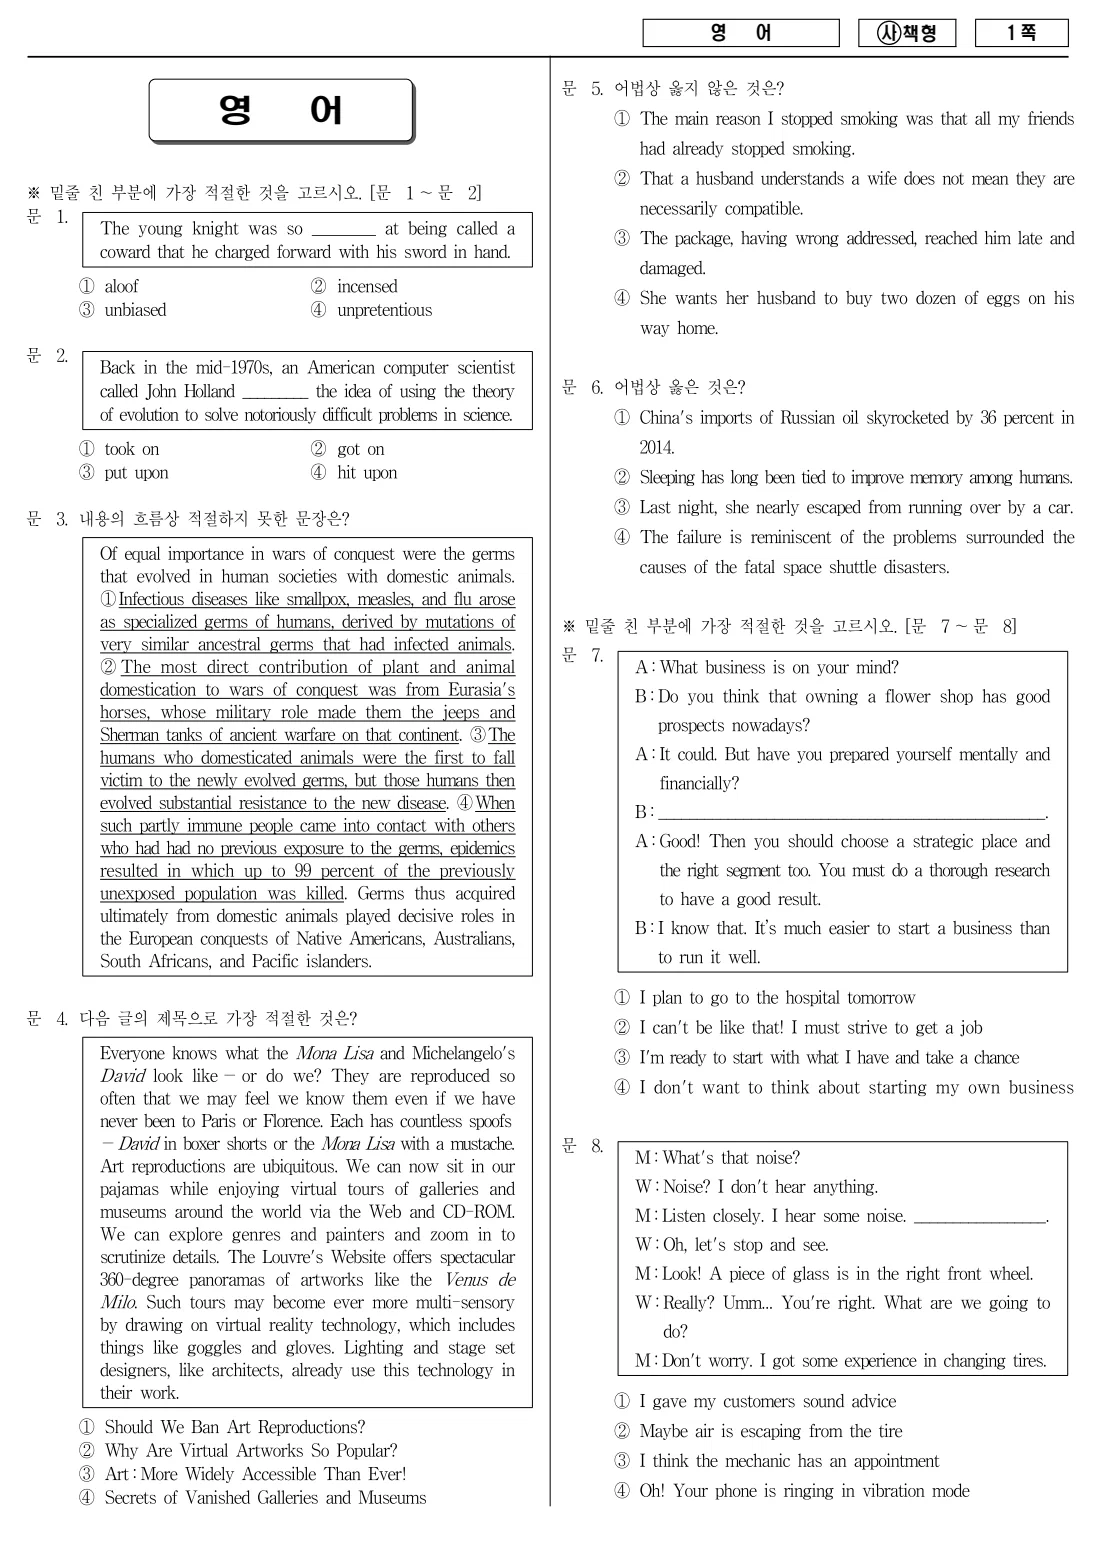 영 어
㉴책형
1 쪽
영 어
※ 밑줄 친 부분에 가장 적절한 것을 고르시오. [문 1 ~ 문 2]
문 1.
The young knight was so _______ at being called a
coward that he charged forward with his sword in hand.
① aloof ② incensed
③ unbiased ④ unpretentious
문 2.
Back in the mid-1970s, an American computer scientist
called John Holland _______ the idea of using the theory
of evolution to solve notoriously difficult problems in science.
① took on ② got on
③ put upon ④ hit upon
문 3. 내용의 흐름상 적절하지 못한 문장은?
Of equal importance in wars of conquest were the germs
that evolved in human societies with domestic animals.
①Infectious diseases like smallpox, measles, and flu arose
as specialized germs of humans, derived by mutations of
very similar ancestral germs that had infected animals.
② The most direct contribution of plant and animal
domestication to wars of conquest was from Eurasia's
horses, whose military role made them the jeeps and
Sherman tanks of ancient warfare on that continent. ③The
humans who domesticated animals were the first to fall
victim to the newly evolved germs, but those humans then
evolved substantial resistance to the new disease. ④When
such partly immune people came into contact with others
who had had no previous exposure to the germs, epidemics
resulted in which up to 99 percent of the previously
unexposed population was killed. Germs thus acquired
ultimately from domestic animals played decisive roles in
the European conquests of Native Americans, Australians,
South Africans, and Pacific islanders.
문 4. 다음 글의 제목으로 가장 적절한 것은?
Everyone knows what the Mona Lisa and Michelangelo's
David look like – or do we? They are reproduced so
often that we may feel we know them even if we have
never been to Paris or Florence. Each has countless spoofs
– David in boxer shorts or the Mona Lisa with a mustache.
Art reproductions are ubiquitous. We can now sit in our
pajamas while enjoying virtual tours of galleries and
museums around the world via the Web and CD-ROM.
We can explore genres and painters and zoom in to
scrutinize details. The Louvre's Website offers spectacular
360-degree panoramas of artworks like the Venus de
Milo. Such tours may become ever more multi-sensory
by drawing on virtual reality technology, which includes
things like goggles and gloves. Lighting and stage set
designers, like architects, already use this technology in
their work.
① Should We Ban Art Reproductions?
② Why Are Virtual Artworks So Popular?
③ Art : More Widely Accessible Than Ever!
④ Secrets of Vanished Galleries and Museums
문 5. 어법상 옳지 않은 것은?
① The main reason I stopped smoking was that all my friends
had already stopped smoking.
② That a husband understands a wife does not mean they are
necessarily compatible.
③ The package, having wrong addressed, reached him late and
damaged.
④ She wants her husband to buy two dozen of eggs on his
way home.
문 6. 어법상 옳은 것은?
① China's imports of Russian oil skyrocketed by 36 percent in
2014.
② Sleeping has long been tied to improve memory among humans.
③ Last night, she nearly escaped from running over by a car.
④ The failure is reminiscent of the problems surrounded the
causes of the fatal space shuttle disasters.
※ 밑줄 친 부분에 가장 적절한 것을 고르시오. [문 7 ~ 문 8]
문 7.
A : What business is on your mind?
B : Do you think that owning a flower shop has good
prospects nowadays?
A : It could. But have you prepared yourself mentally and
financially?
B : _______.
A : Good! Then you should choose a strategic place and
the right segment too. You must do a thorough research
to have a good result.
B : I know that. It's much easier to start a business than
to run it well.
① I plan to go to the hospital tomorrow
② I can't be like that! I must strive to get a job
③ I'm ready to start with what I have and take a chance
④ I don't want to think about starting my own business
문 8.
M : What's that noise?
W : Noise? I don't hear anything.
M : Listen closely. I hear some noise. _______.
W : Oh, let's stop and see.
M : Look! A piece of glass is in the right front wheel.
W : Really? Umm... You're right. What are we going to
do?
M : Don't worry. I got some experience in changing tires.
① I gave my customers sound advice
② Maybe air is escaping from the tire
③ I think the mechanic has an appointment
④ Oh! Your phone is ringing in vibration mode